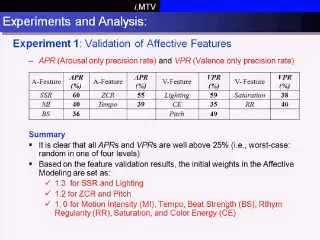 i.MTV
Experiments and Analysis:
Experiment 1: Validation of Affective Features
– APR (Arousal only precision rate) and VPR (Valence only precision rate)
A-Feature APR (%) A-Feature APR (%) V-Feature VPR (%) V- Feature VPR (%)
SSR 60 ZCR 55 Lighting 59 Saturation 38
MI 40 Tempo 39 CE 35 RR 40
BS 36 Pitch 49
Summary
• It is clear that all APRs and VPRs are well above 25% (i.e., worst-case:
random in one of four levels)
• Based on the feature validation results, the initial weights in the Affective
Modeling are set as:
✓ 1.3 for SSR and Lighting
✓ 1.2 for ZCR and Pitch
✓ 1. 0 for Motion Intensity (MI), Tempo, Beat Strength (BS), Rthym
Regularity (RR), Saturation, and Color Energy (CE)